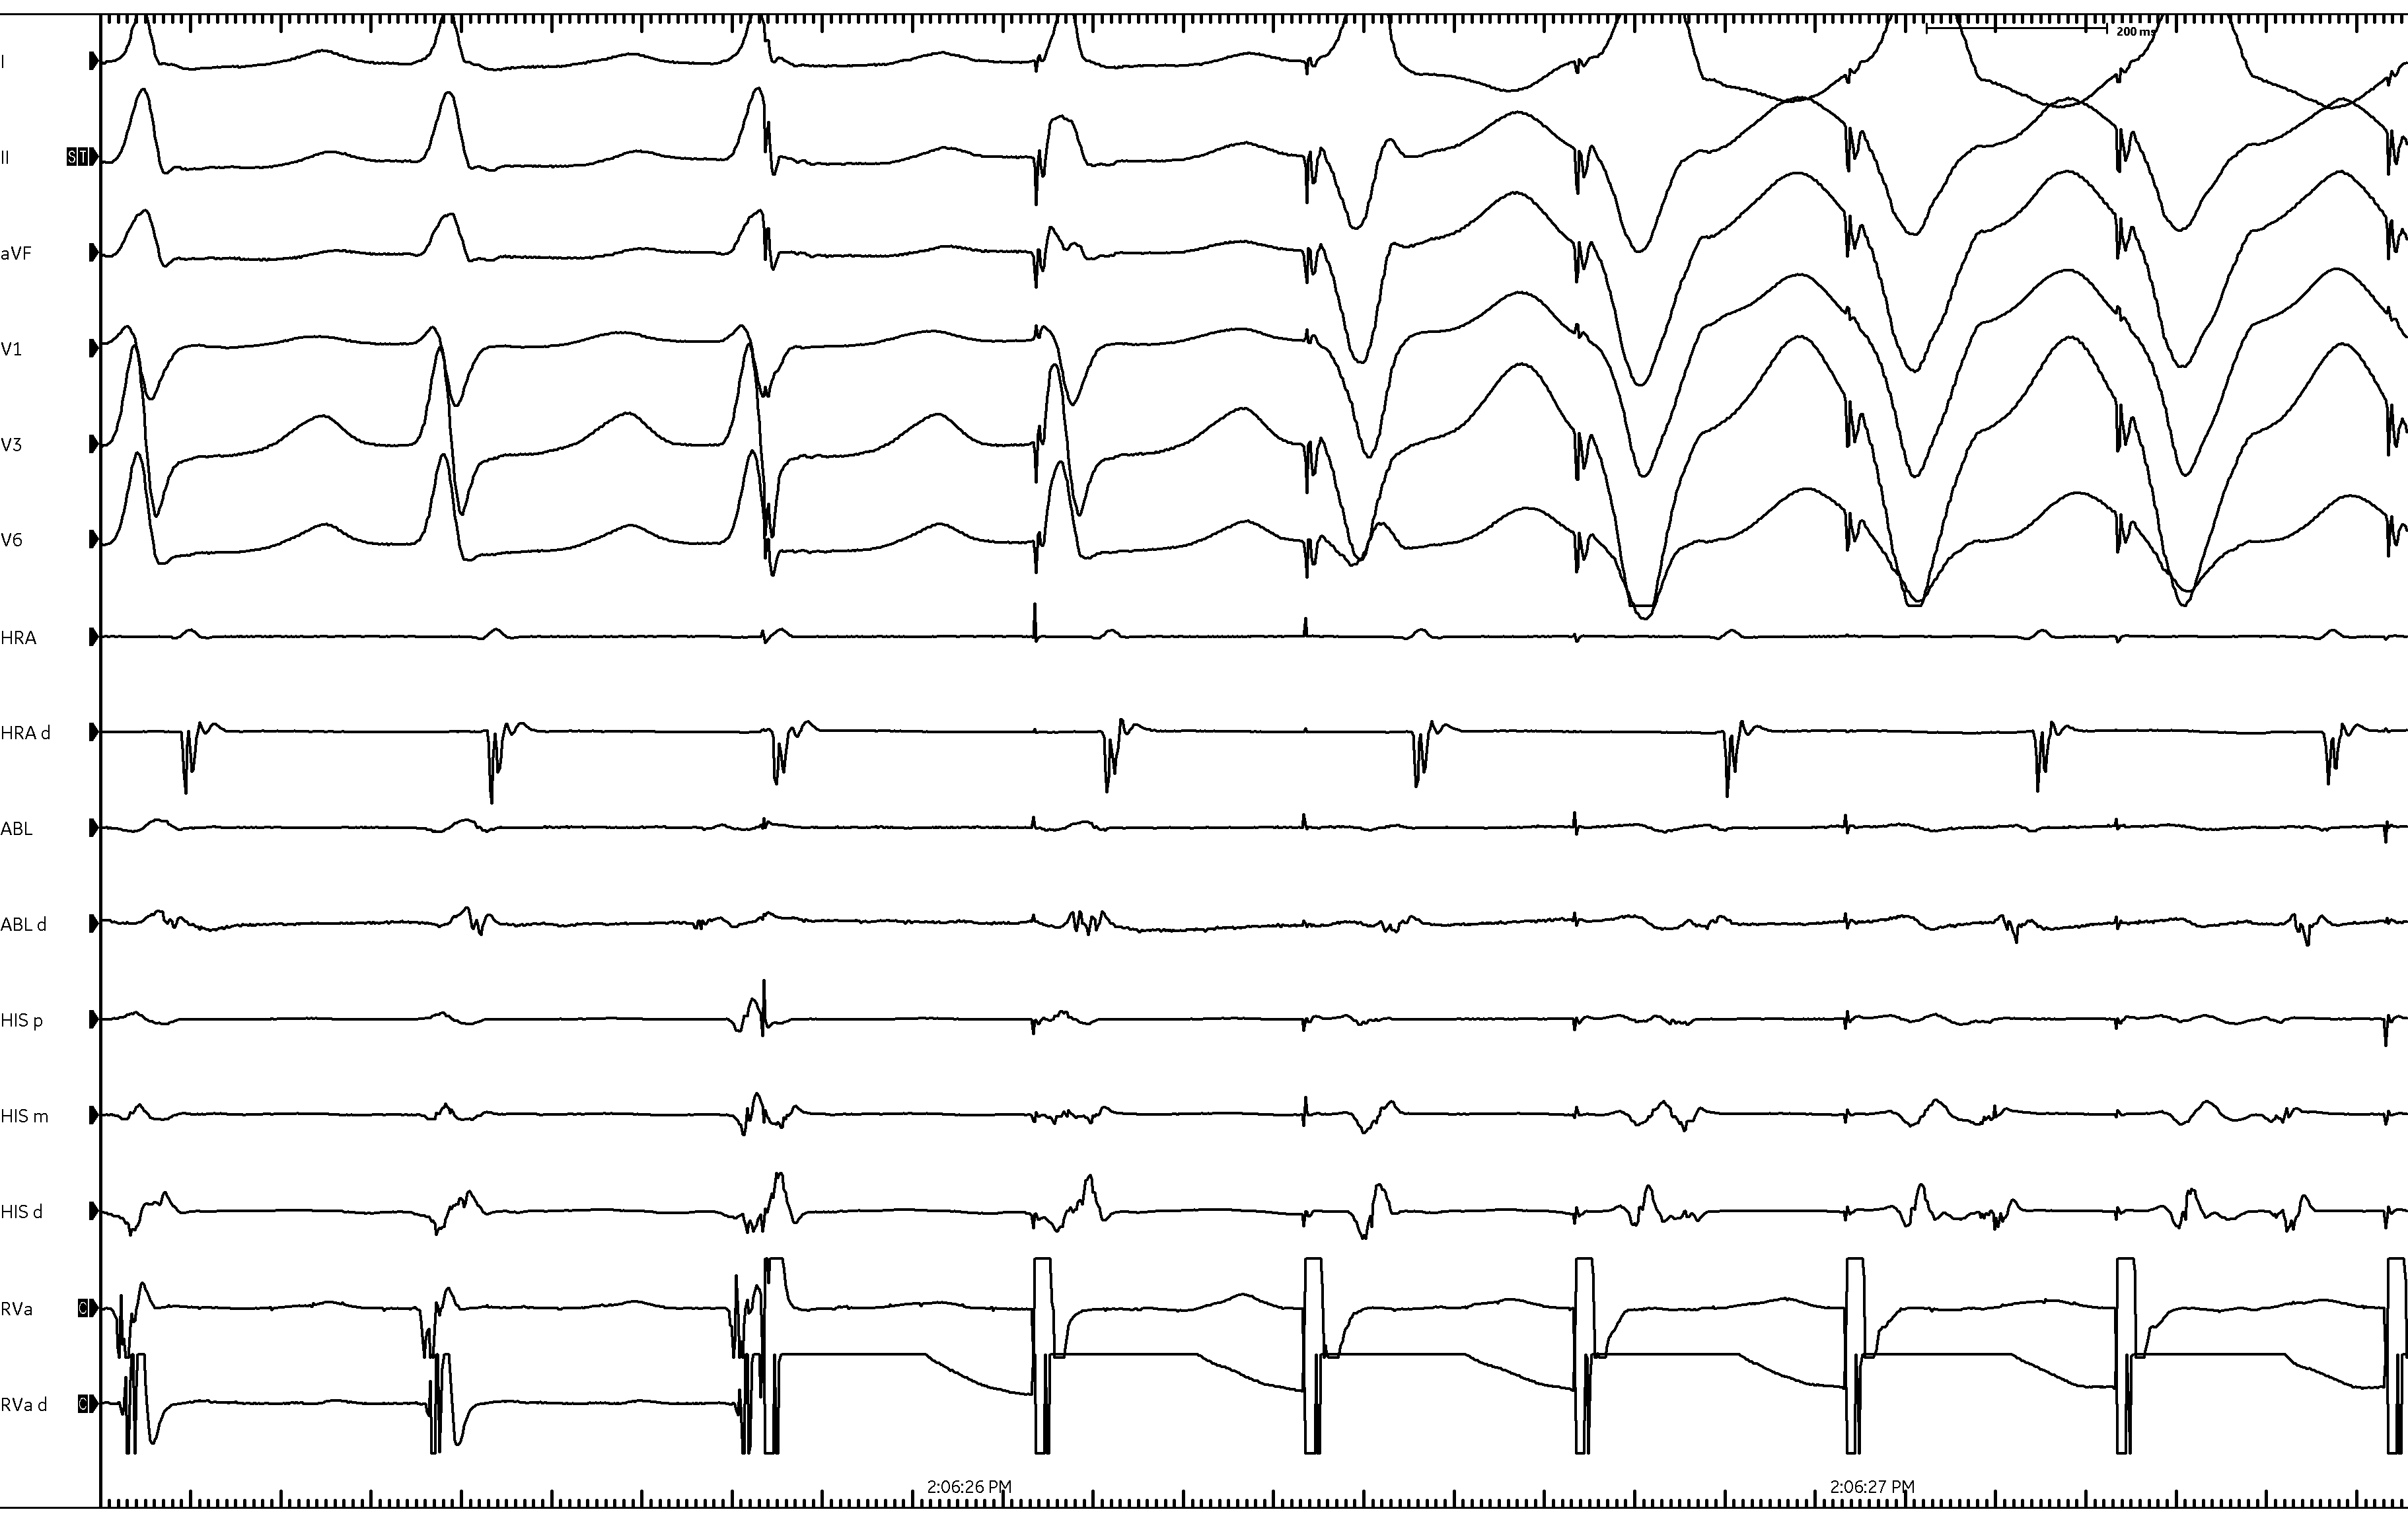 200 ms
I
II
ST
aVF
V1
V3
V6
HRA
HRA d
ABL
ABL d
HIS p
HIS m
HIS d
RVa
C
RVa d
C
2:06:26 PM
2:06:27 PM